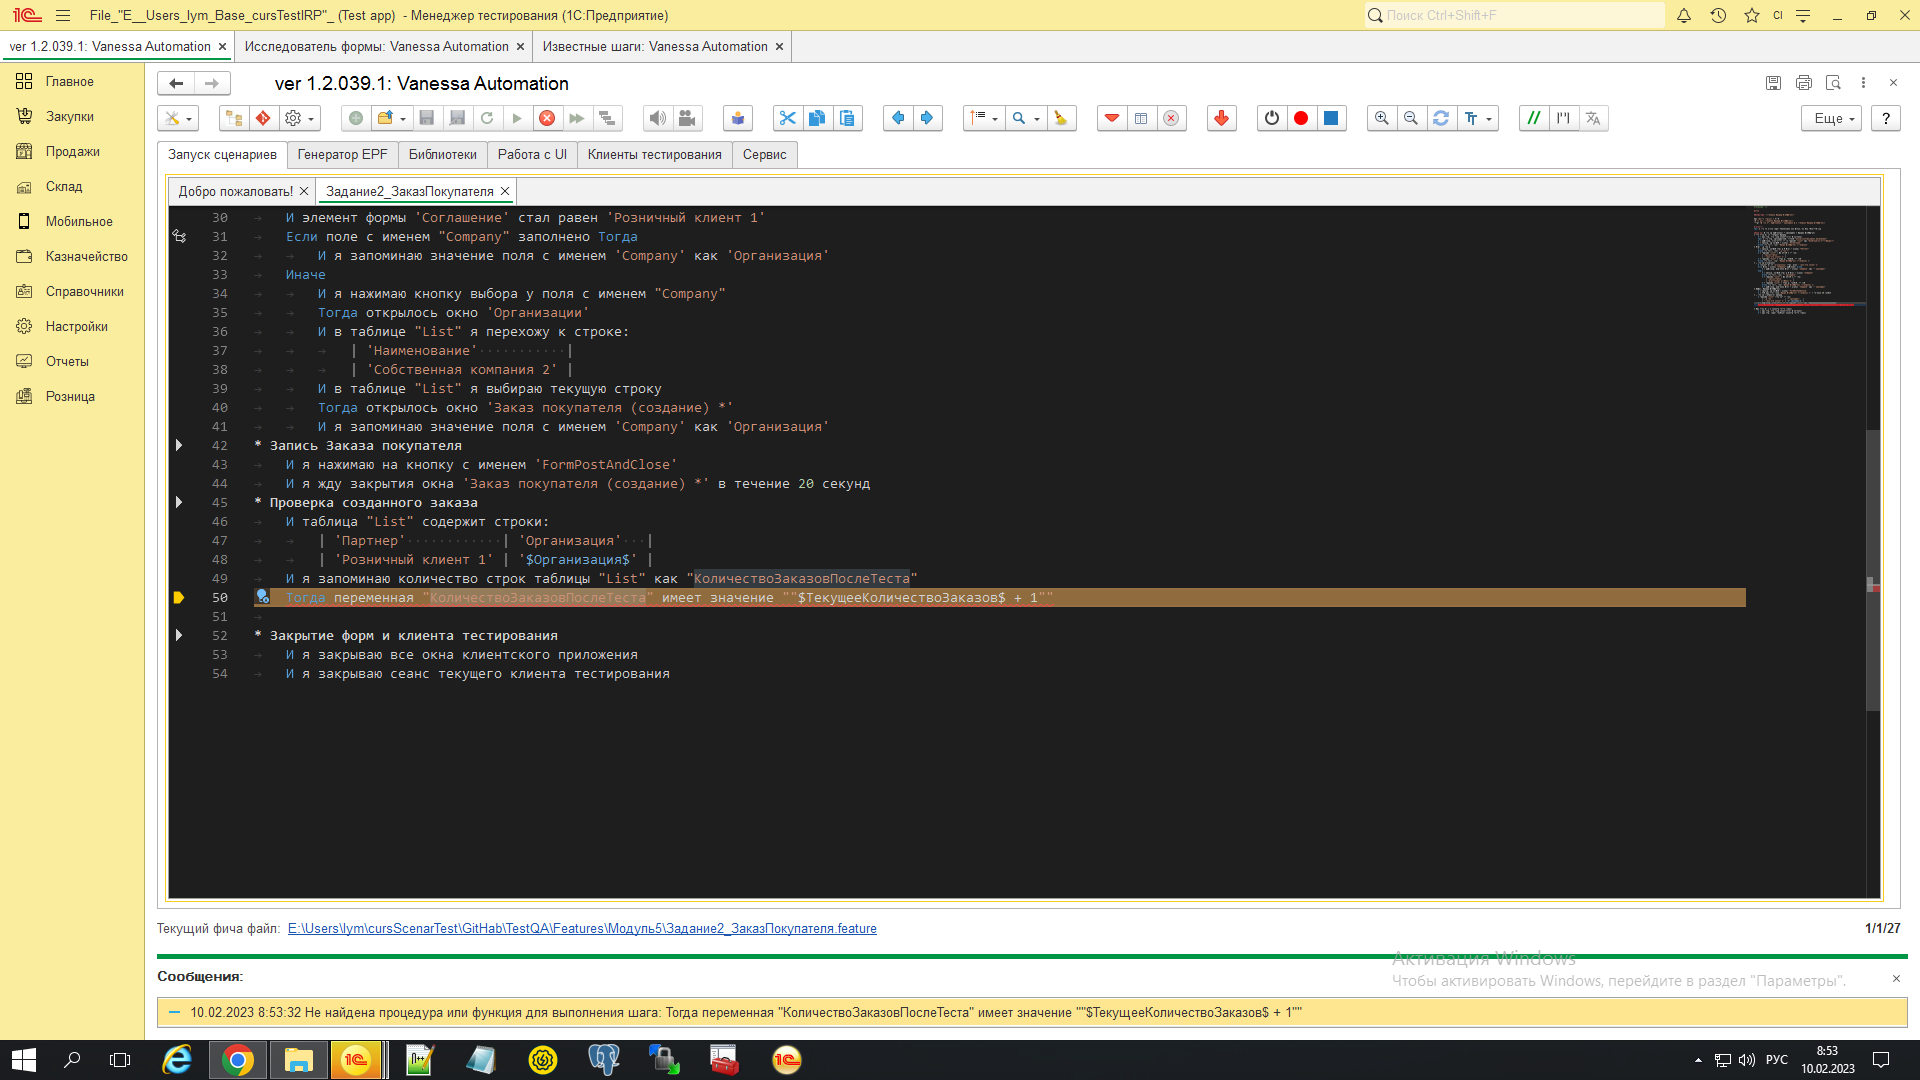 File_"E__Users_lym_Base_cursTestIRP"_ (Test app) - Менеджер тестирования (1С:Предприятие)
Поиск Ctrl+Shift+F
CI
ver 1.2.039.1: Vanessa Automation
Исследователь формы: Vanessa Automation
Известные шаги: Vanessa Automation
Главное
Закупки
Продажи
Склад
Мобильное
Казначейство
Справочники
Настройки
Отчеты
Розница
ver 1.2.039.1: Vanessa Automation
Еще
?
Запуск сценариев
Генератор EPF
Библиотеки
Работа с UI
Клиенты тестирования
Сервис
Добро пожаловать!
Задание2_ЗаказПокупателя
30 И элемент формы 'Соглашение' стал равен 'Розничный клиент 1'
31 Если поле с именем "Company" заполнено Тогда
32 И я запоминаю значение поля с именем 'Company' как 'Организация'
33 Иначе
34 И я нажимаю кнопку выбора у поля с именем "Company"
35 Тогда открылось окно 'Организации'
36 И в таблице "List" я перехожу к строке:
37 | 'Наименование' |
38 | 'Собственная компания 2' |
39 И в таблице "List" я выбираю текущую строку
40 Тогда открылось окно 'Заказ покупателя (создание) *'
41 И я запоминаю значение поля с именем 'Company' как 'Организация'
42 * Запись Заказа покупателя
43 И я нажимаю на кнопку с именем 'FormPostAndClose'
44 И я жду закрытия окна 'Заказ покупателя (создание) *' в течение 20 секунд
45 * Проверка созданного заказа
46 И таблица "List" содержит строки:
47 | 'Партнер' | 'Организация' |
48 | 'Розничный клиент 1' | '$Организация$' |
49 И я запоминаю количество строк таблицы "List" как "КоличествоЗаказовПослеТеста"
50 Тогда переменная "КоличествоЗаказовПослеТеста" имеет значение ""$ТекущееКоличествоЗаказов$ + 1""
51
52 * Закрытие форм и клиента тестирования
53 И я закрываю все окна клиентского приложения
54 И я закрываю сеанс текущего клиента тестирования
Текущий фича файл: E:\Users\lym\cursScenarTest\GitHab\TestQA\Features\Модуль5\Задание2_ЗаказПокупателя.feature
1/1/27
Активация Windows
Сообщения:
Чтобы активировать Windows, перейдите в раздел "Параметры".
10.02.2023 8:53:32 Не найдена процедура или функция для выполнения шага: Тогда переменная "КоличествоЗаказовПослеТеста" имеет значение ""$ТекущееКоличествоЗаказов$ + 1""
РУС
8:53
10.02.2023